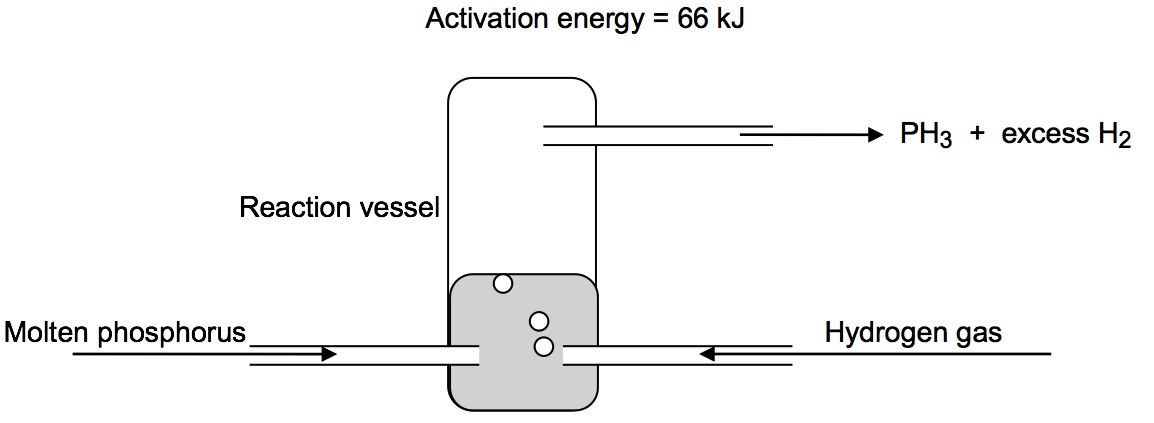 Activation energy = 66 kJ
PH3 + excess H2
Reaction vessel
Molten phosphorus
Hydrogen gas